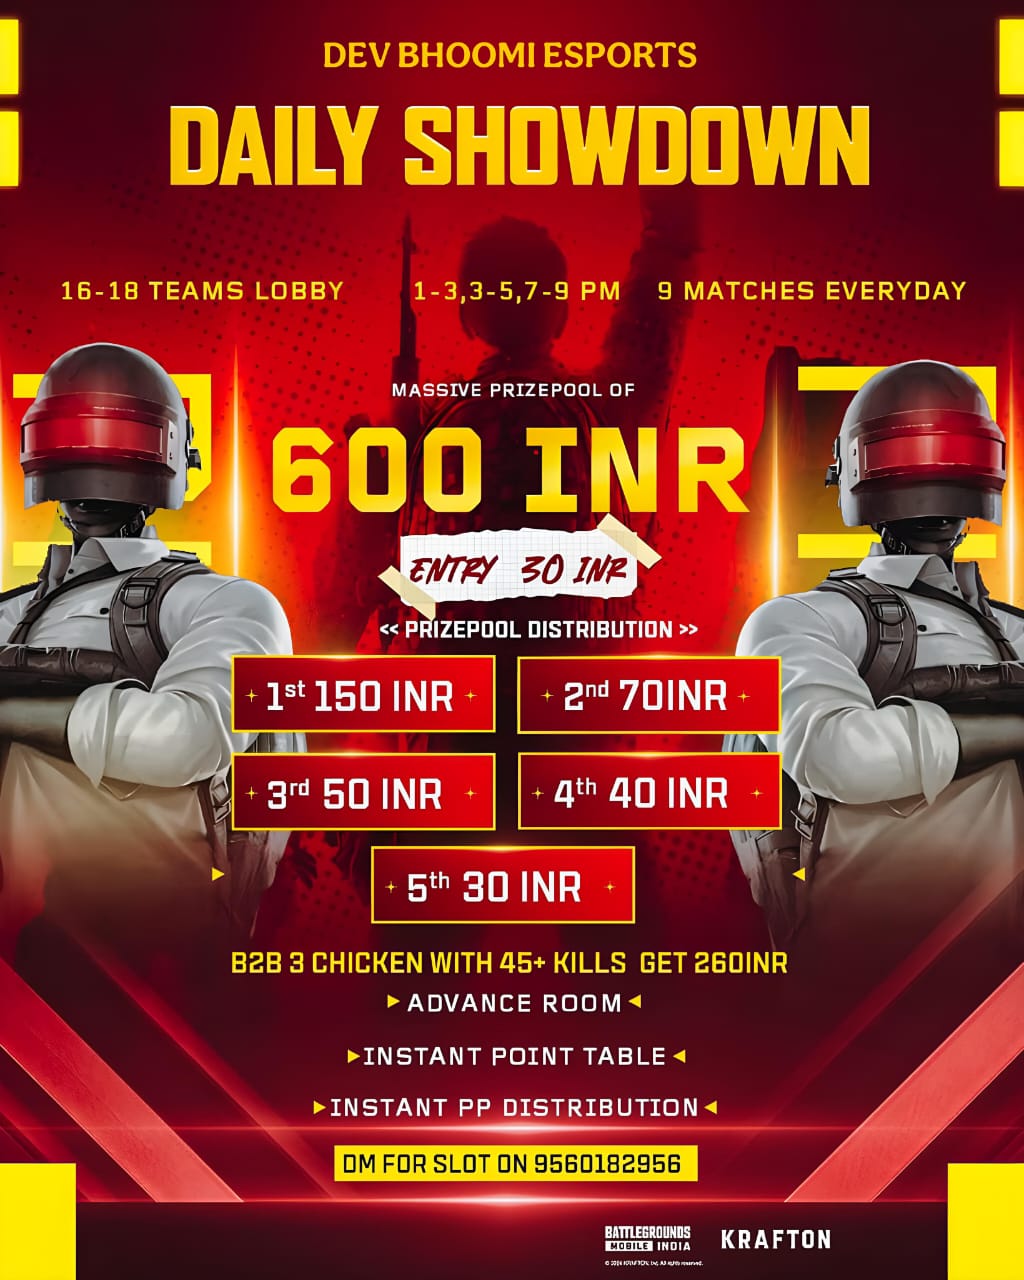 DEV BHOOMI ESPORTS
DAILY SHOWDOWN
16-18 TEAMS LOBBY 1-3,3-5,7-9 PM 9 MATCHES EVERYDAY
MASSIVE PRIZEPOOL OF
600 INR
ENTRY 30 INR
<< PRIZEPOOL DISTRIBUTION >>
1st 150 INR 2nd 70INR
3rd 50 INR 4th 40 INR
5th 30 INR
B2B 3 CHICKEN WITH 45+ KILLS GET 260INR
ADVANCE ROOM
INSTANT POINT TABLE
INSTANT PP DISTRIBUTION
DM FOR SLOT ON 9560182956
BATTLEGROUNDS
MOBILE INDIA
KRAFTON